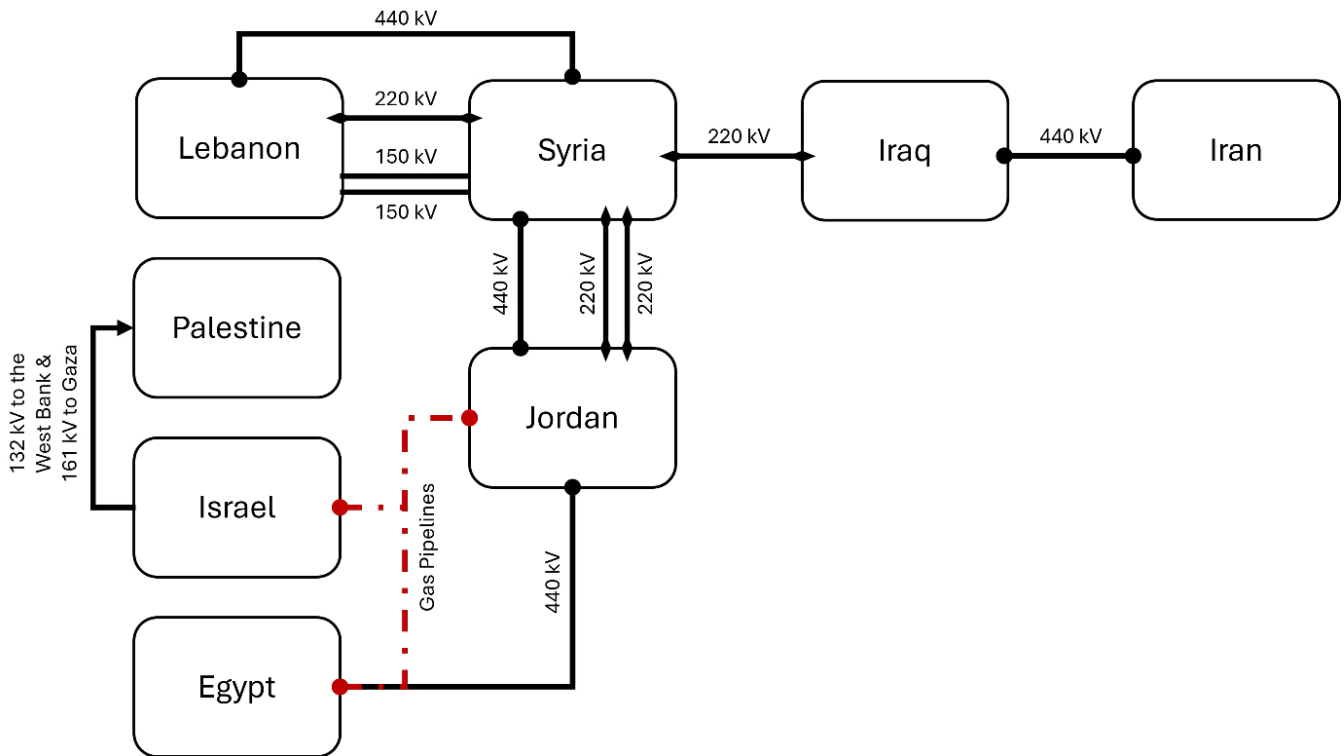 440 kV
Lebanon
220 kV
150 kV
150 kV
Syria
220 kV
Iraq
440 kV
Iran
440 kV
220 kV
220 kV
Palestine
132 kV to the
West Bank &
161 kV to Gaza
Jordan
Israel
Gas Pipelines
440 kV
Egypt